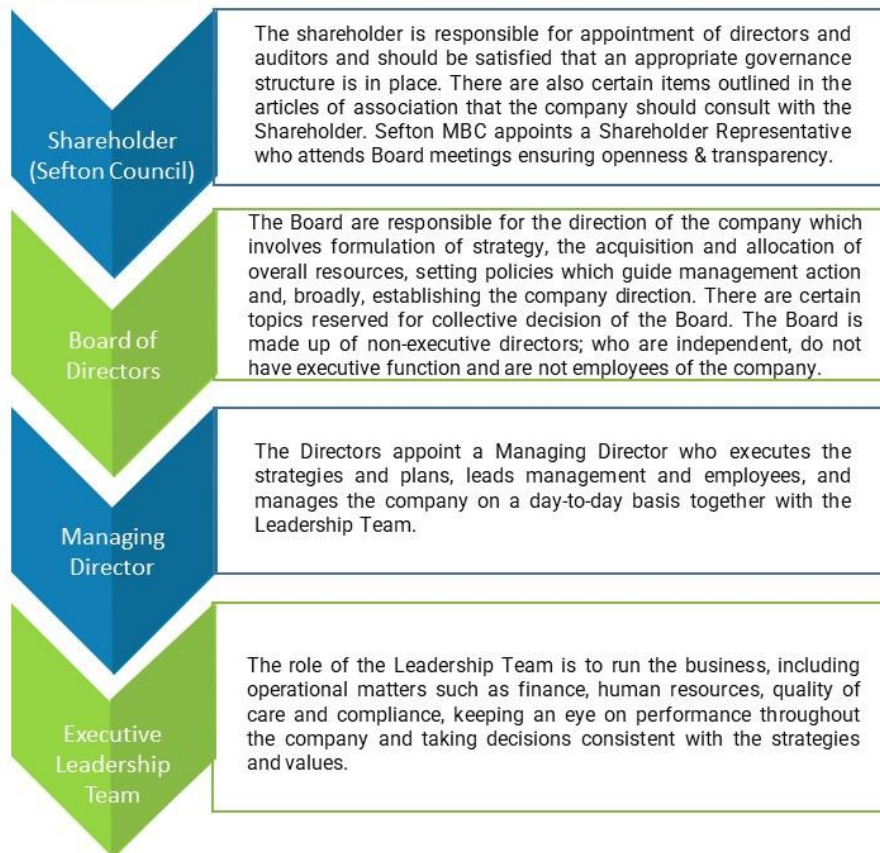 Shareholder
(Sefton Council)
The shareholder is responsible for appointment of directors and
auditors and should be satisfied that an appropriate governance
structure is in place. There are also certain items outlined in the
articles of association that the company should consult with the
Shareholder. Sefton MBC appoints a Shareholder Representative
who attends Board meetings ensuring openness & transparency.
Board of
Directors
The Board are responsible for the direction of the company which
involves formulation of strategy, the acquisition and allocation of
overall resources, setting policies which guide management action
and, broadly, establishing the company direction. There are certain
topics reserved for collective decision of the Board. The Board is
made up of non-executive directors; who are independent, do not
have executive function and are not employees of the company.
Managing
Director
The Directors appoint a Managing Director who executes the
strategies and plans, leads management and employees, and
manages the company on a day-to-day basis together with the
Leadership Team.
Executive
Leadership
Team
The role of the Leadership Team is to run the business, including
operational matters such as finance, human resources, quality of
care and compliance, keeping an eye on performance throughout
the company and taking decisions consistent with the strategies
and values.